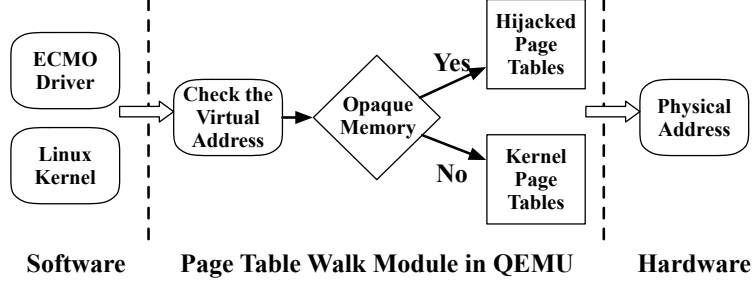 ECMO
Driver
Linux
Kernel
Check the
Virtual
Address
Opaque
Memory
Yes
No
Hijacked
Page
Tables
Kernel
Page
Tables
Physical
Address
Software
Page Table Walk Module in QEMU
Hardware